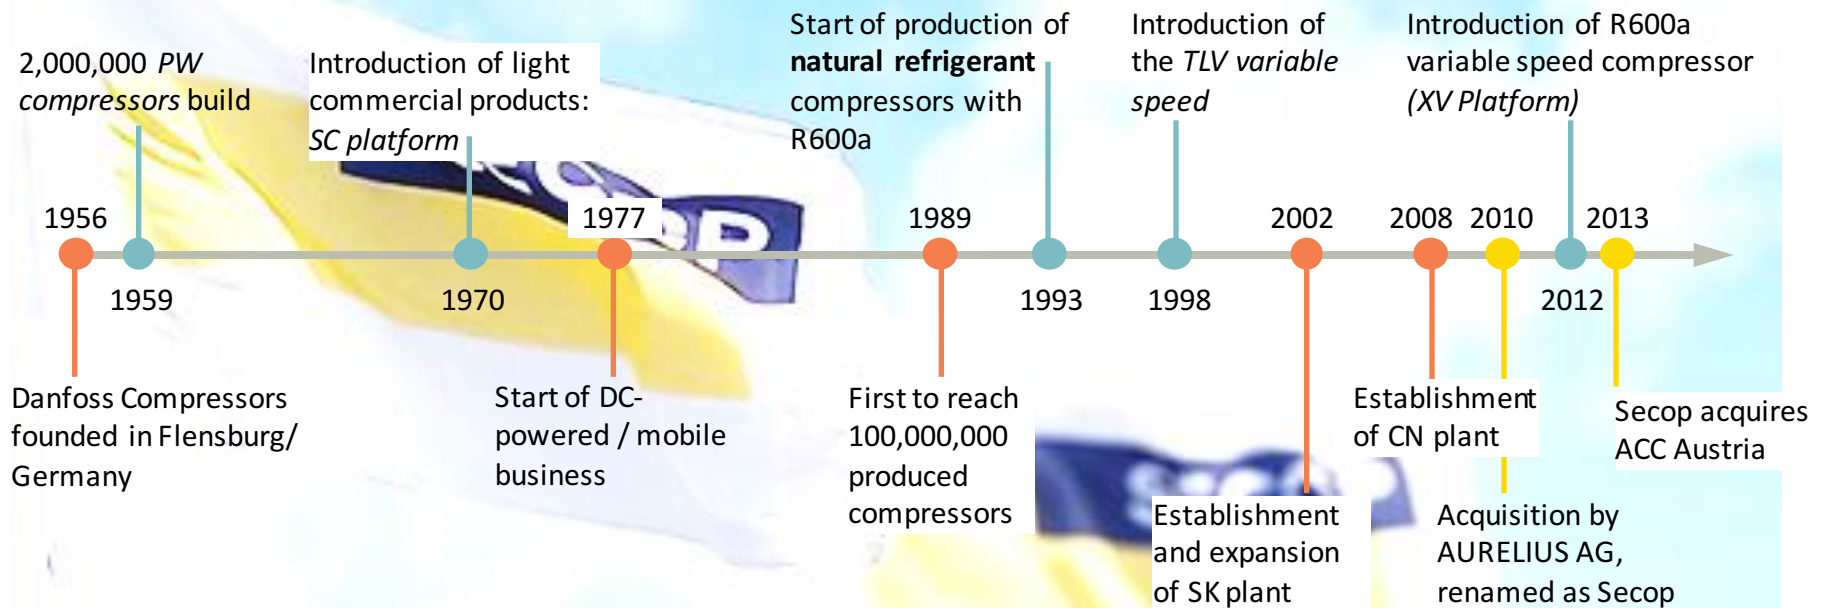 2,000,000 PW
compressors build
Introduction of light
commercial products:
SC platform
Start of production of
natural refrigerant
compressors with
R600a
Introduction of
the TLV variable
speed
Introduction of R600a
variable speed compressor
(XV Platform)
1956
1977
1989
2002
2008
2010
2013
1959
1970
1993
1998
2012
Danfoss Compressors
founded in Flensburg/
Germany
Start of DC-
powered / mobile
business
First to reach
100,000,000
produced
compressors
Establishment
and expansion
of SK plant
Establishment
of CN plant
Acquisition by
AURELIUS AG,
renamed as Secop
Secop acquires
ACC Austria